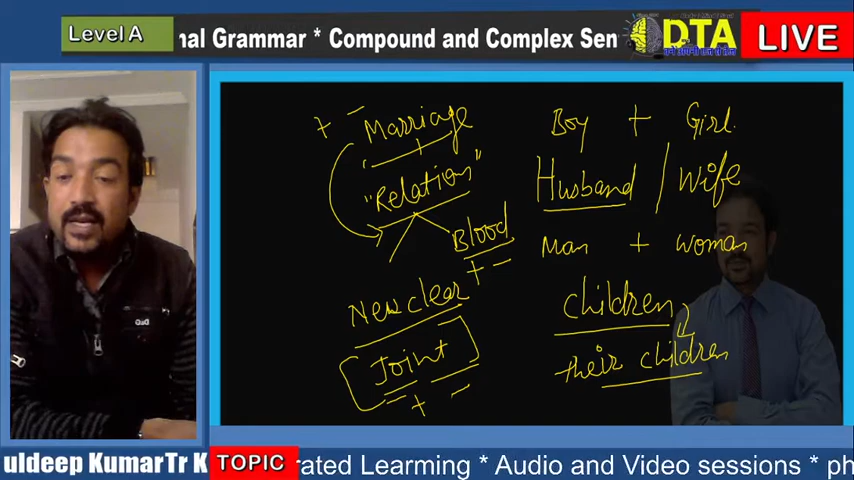 Level A
nal Grammar * Compound and Complex Sen
DTA
LIVE
+ - Marriage
+
"Relation"
Blood
+ -
Newclear
Joint
- + -
Boy + Girl.
Husband / Wife
Man + woman
children
their children
uldeep KumarTr K
TOPIC
rated Learming * Audio and Video sessions * ph